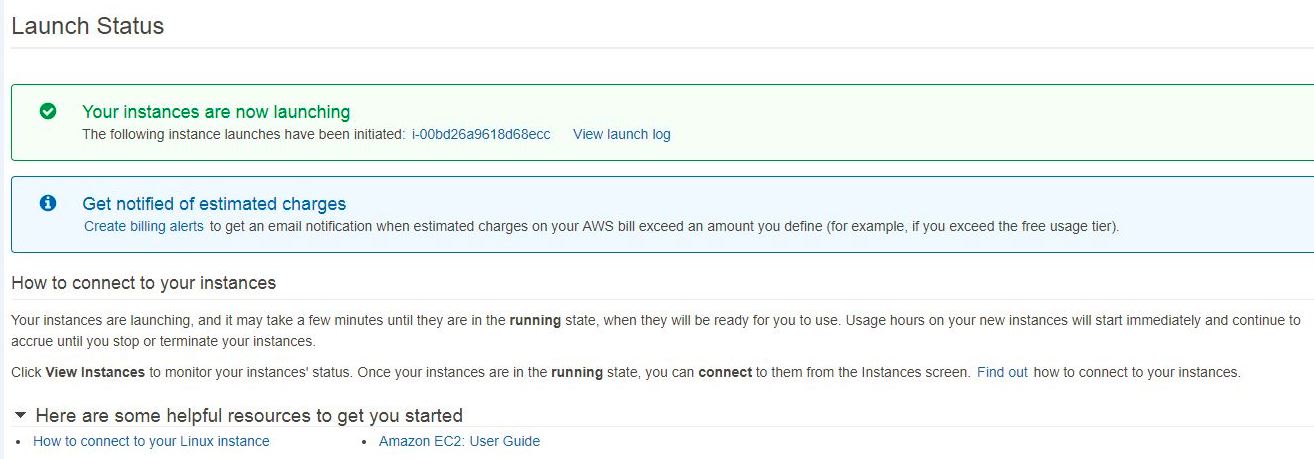 Launch Status
Your instances are now launching
The following instance launches have been initiated: i-00bd26a9618d68ecc View launch log
Get notified of estimated charges
Create billing alerts to get an email notification when estimated charges on your AWS bill exceed an amount you define (for example, if you exceed the free usage tier).
How to connect to your instances
Your instances are launching, and it may take a few minutes until they are in the running state, when they will be ready for you to use. Usage hours on your new instances will start immediately and continue to
accrue until you stop or terminate your instances.
Click View Instances to monitor your instances' status. Once your instances are in the running state, you can connect to them from the Instances screen. Find out how to connect to your instances.
Here are some helpful resources to get you started
• How to connect to your Linux instance • Amazon EC2: User Guide